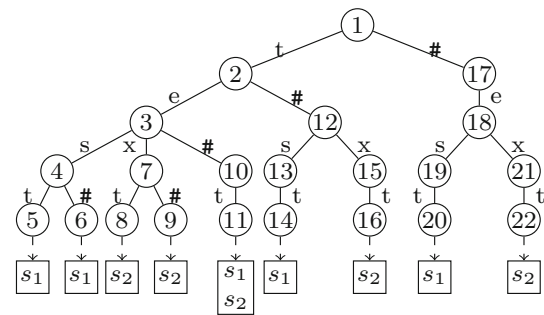 1
t #
2 17
e # e
3 12 18
s x # s x s x
4 7 10 13 15 19 21
t # t # t t t t t
5 6 8 9 11 14 16 20 22
s1 s1 s2 s2 s1 s1 s2 s1 s2
s2